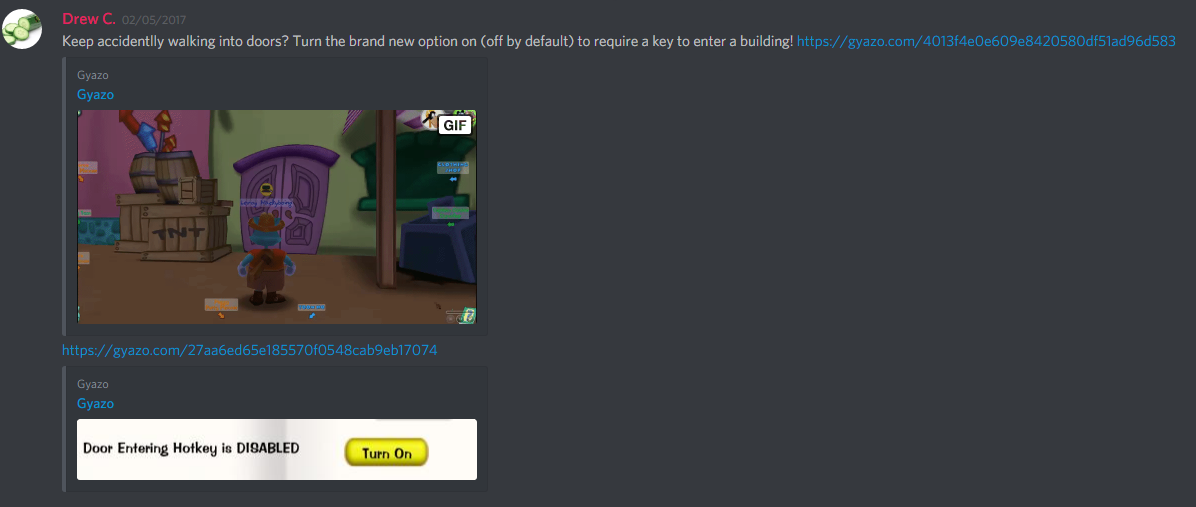 Drew C. 02/05/2017
Keep accidentlly walking into doors? Turn the brand new option on (off by default) to require a key to enter a building! https://gyazo.com/4013f4e0e609e8420580df51ad96d583
Gyazo
Gyazo
GIF
TNT
https://gyazo.com/27aa6ed65e185570f0548cab9eb17074
Gyazo
Gyazo
Door Entering Hotkey is DISABLED
Turn On